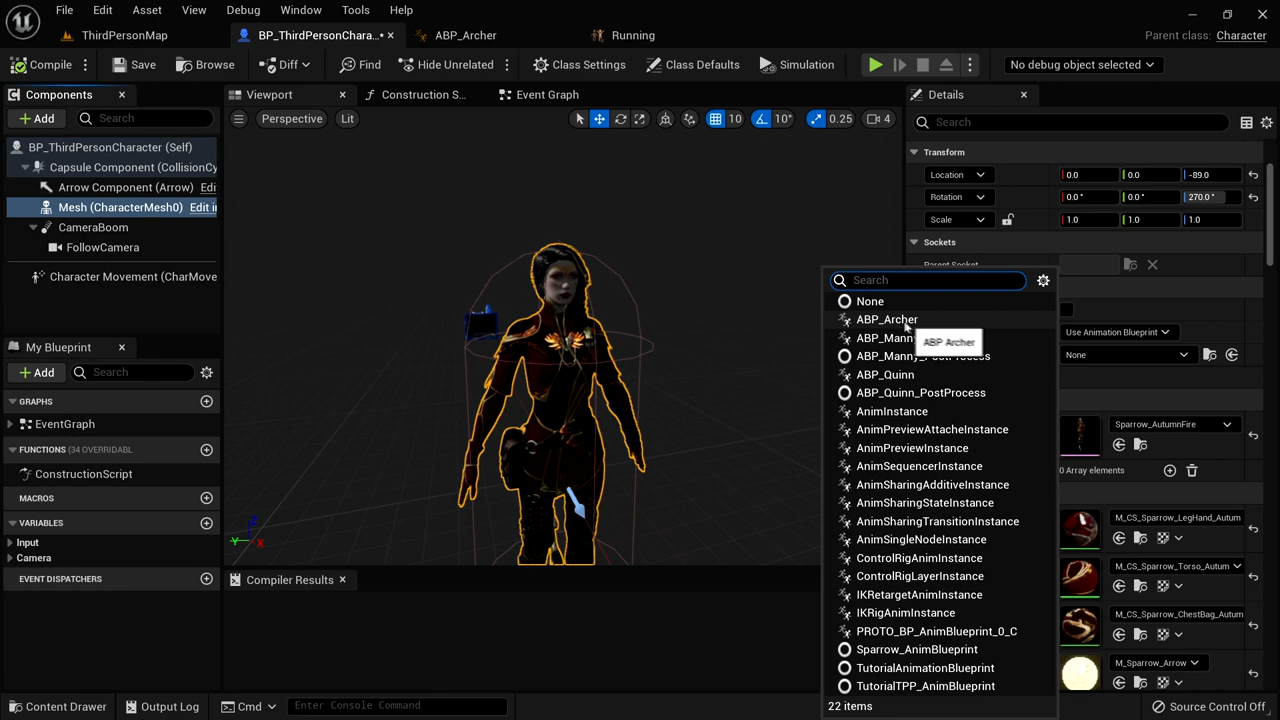 File Edit Asset View Debug Window Tools Help
ThirdPersonMap BP_ThirdPersonChara...• ABP_Archer Running Parent class: Character
Compile Save Browse Diff Find Hide Unrelated Class Settings Class Defaults Simulation No debug object selected
Components Viewport Construction S... Event Graph Details
Add Search Perspective Lit 10 10° 0.25 4 Search
BP_ThirdPersonCharacter (Self)
Capsule Component (CollisionCy
Arrow Component (Arrow) Edi
Mesh (CharacterMesh0) Edit i
CameraBoom
FollowCamera
Character Movement (CharMove
My Blueprint
Add Search
GRAPHS
EventGraph
FUNCTIONS (34 OVERRIDABL
ConstructionScript
MACROS
VARIABLES
Input
Camera
EVENT DISPATCHERS
Compiler Results
Transform
Location 0.0 0.0 -89.0
Rotation 0.0° 0.0° 270.0°
Scale 1.0 1.0 1.0
Sockets
Parent Socket
Search
None
ABP_Archer
ABP_Manny
ABP Archer
ABP_Manny_PostProcess
ABP_Quinn
ABP_Quinn_PostProcess
AnimInstance
AnimPreviewAttacheInstance
AnimPreviewInstance
AnimSequencerInstance
AnimSharingAdditiveInstance
AnimSharingStateInstance
AnimSharingTransitionInstance
AnimSingleNodeInstance
ControlRigAnimInstance
ControlRigLayerInstance
IKRetargetAnimInstance
IKRigAnimInstance
PROTO_BP_AnimBlueprint_0_C
Sparrow_AnimBlueprint
TutorialAnimationBlueprint
TutorialTPP_AnimBlueprint
22 items
Use Animation Blueprint
None
Sparrow_AutumnFire
0 Array elements
M_CS_Sparrow_LegHand_Autum
M_CS_Sparrow_Torso_Autum
M_CS_Sparrow_ChestBag_Autum
M_Sparrow_Arrow
Content Drawer Output Log Cmd Enter Console Command Source Control Off